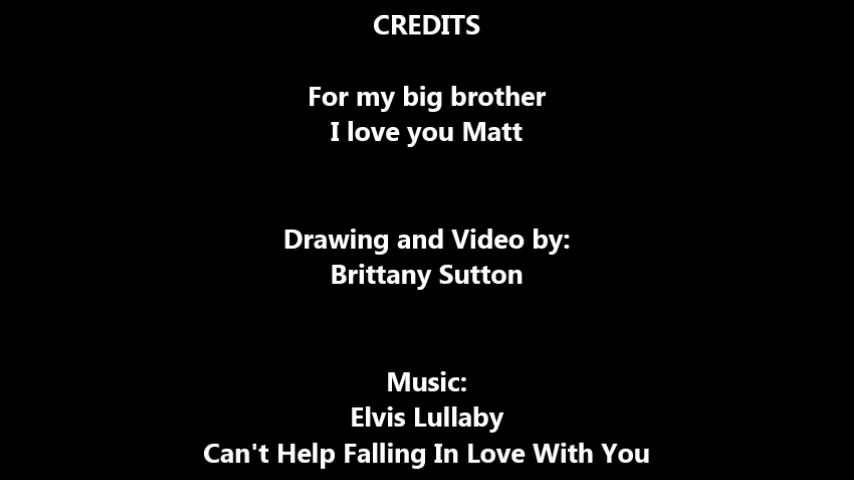 CREDITS
For my big brother
I love you Matt
Drawing and Video by:
Brittany Sutton
Music:
Elvis Lullaby
Can't Help Falling In Love With You